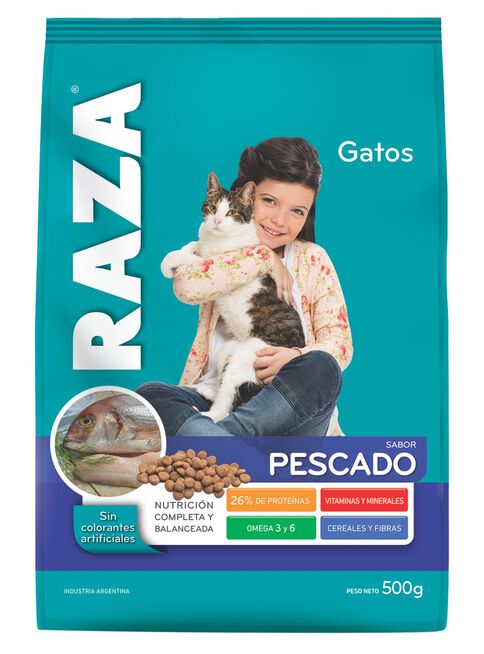 RAZA®
Gatos
SABOR
PESCADO
Sin
colorantes
artificiales
NUTRICIÓN
COMPLETA Y
BALANCEADA
26% DE PROTEÍNAS
VITAMINAS Y MINERALES
OMEGA 3 y 6
CEREALES Y FIBRAS
INDUSTRIA ARGENTINA
PESO NETO 500g